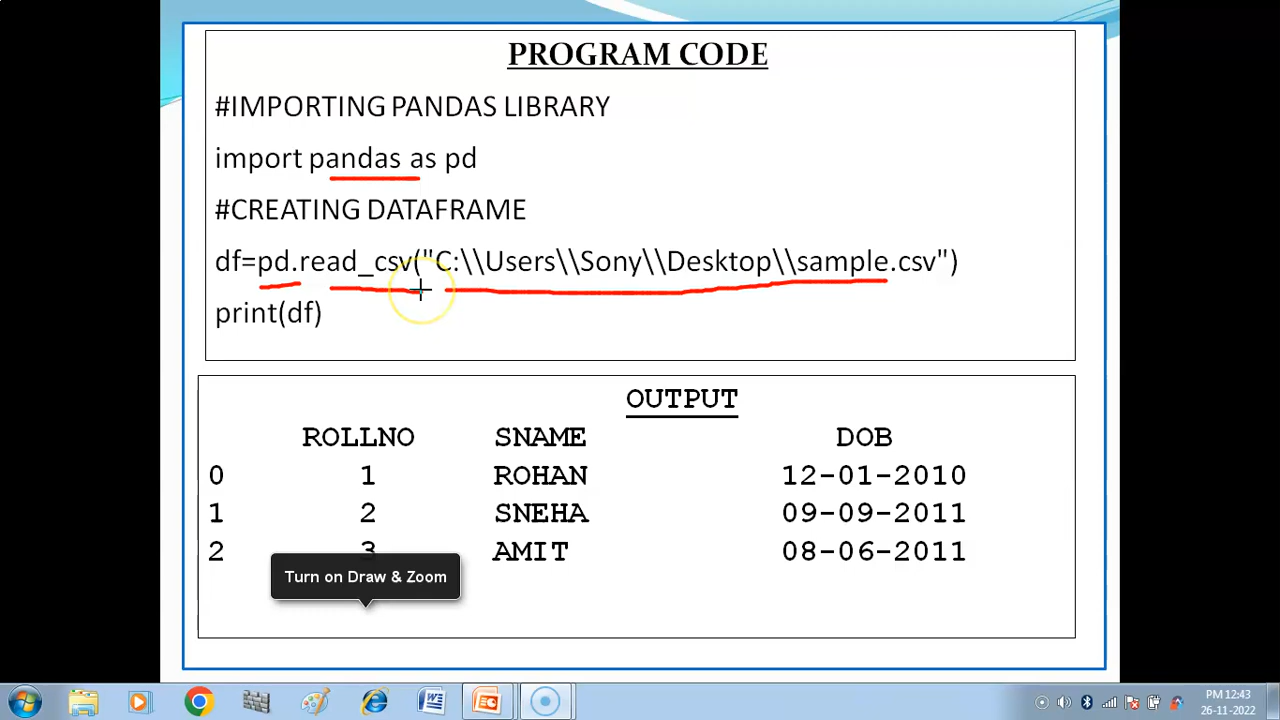 PROGRAM CODE
#IMPORTING PANDAS LIBRARY
import pandas as pd
#CREATING DATAFRAME
df=pd.read_csv("C:\\Users\\Sony\\Desktop\\sample.csv")
print(df)
OUTPUT
ROLLNO SNAME DOB
0 1 ROHAN 12-01-2010
1 2 SNEHA 09-09-2011
2 3 AMIT 08-06-2011
Turn on Draw & Zoom
PM 12:43
26-11-2022